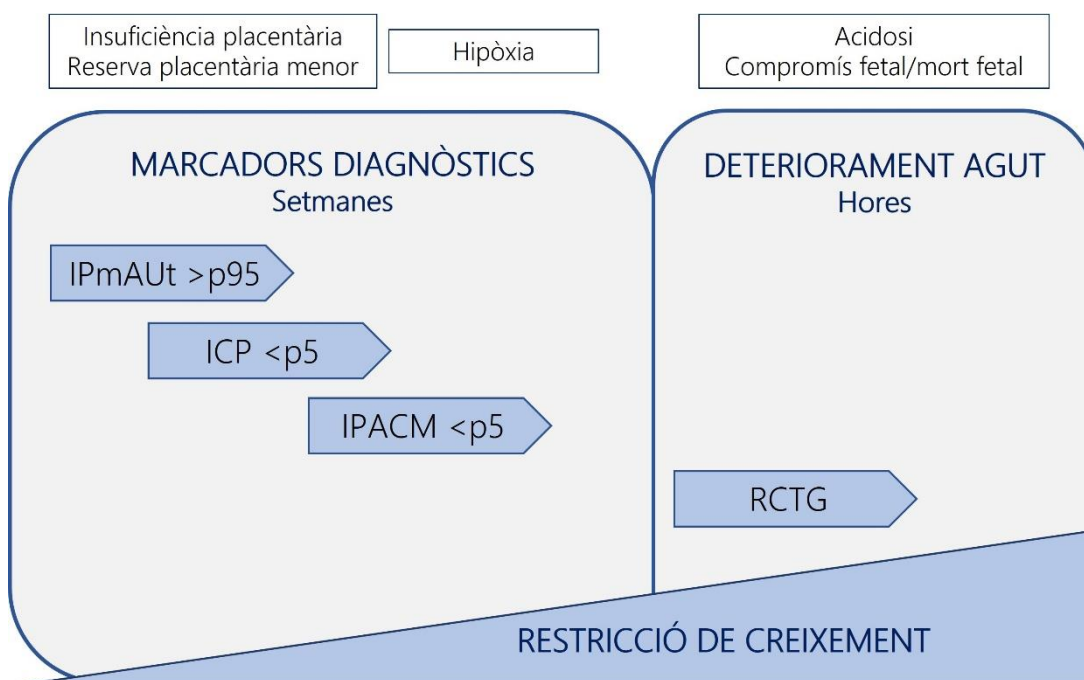 Insuficiència placentària
Reserva placentària menor
Hipòxia
Acidosi
Compromís fetal/mort fetal
MARCADORS DIAGNÒSTICS
Setmanes
DETERIORAMENT AGUT
Hores
IPmAUt >p95
ICP <p5
IPACM <p5
RCTG
RESTRICCIÓ DE CREIXEMENT